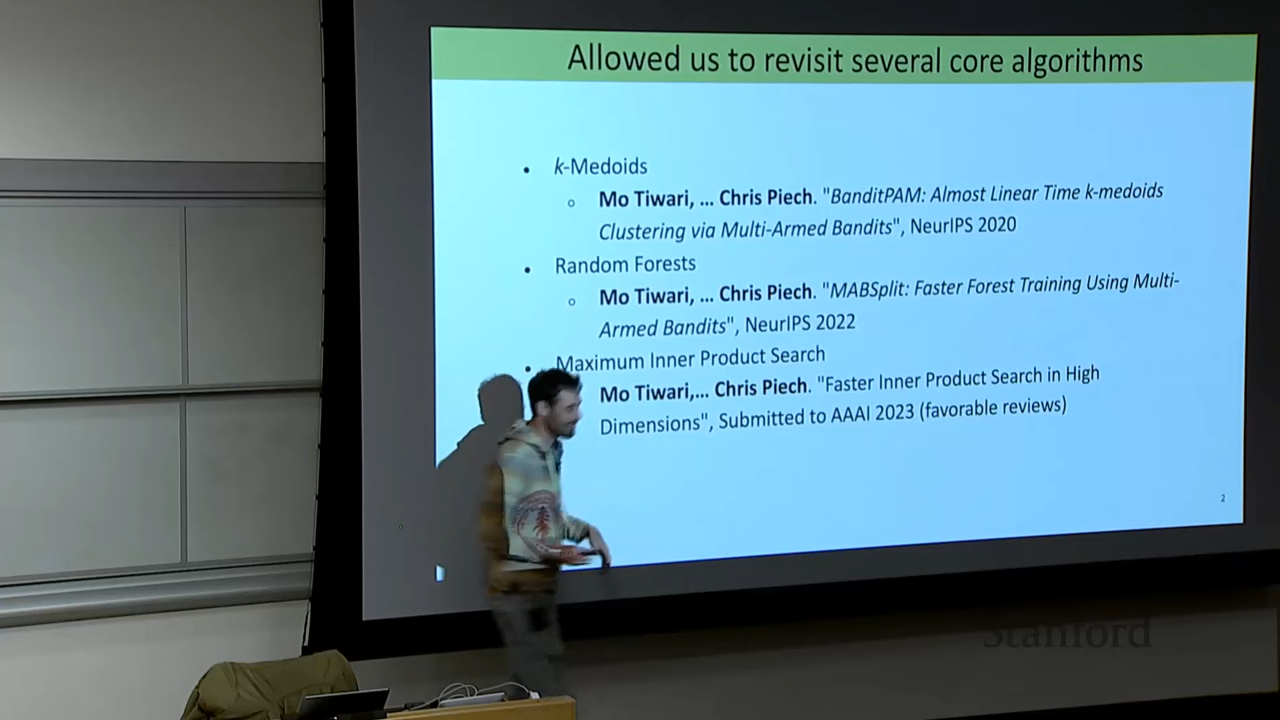 Allowed us to revisit several core algorithms
• k-Medoids
○ Mo Tiwari, ... Chris Piech. "BanditPAM: Almost Linear Time k-medoids
Clustering via Multi-Armed Bandits", NeurIPS 2020
• Random Forests
○ Mo Tiwari, ... Chris Piech. "MABSplit: Faster Forest Training Using Multi-
Armed Bandits", NeurIPS 2022
• Maximum Inner Product Search
Mo Tiwari,... Chris Piech. "Faster Inner Product Search in High
Dimensions", Submitted to AAAI 2023 (favorable reviews)
2
Stanford